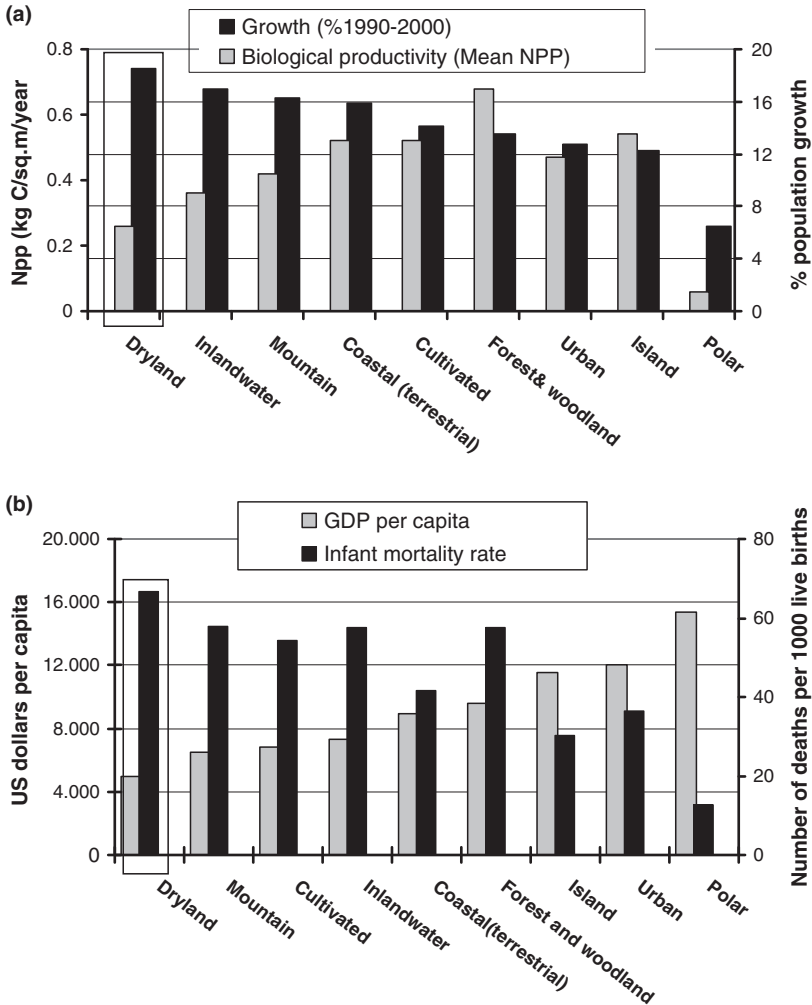 (a)
Growth (%1990-2000)
Biological productivity (Mean NPP)
Npp (kg C/sq.m/year
0.8
0.6
0.4
0.2
0
20
16
12
8
4
0
% population growth
Dryland
Inlandwater
Mountain
Coastal (terrestrial)
Cultivated
Forest& woodland
Urban
Island
Polar
(b)
GDP per capita
Infant mortality rate
US dollars per capita
20.000
16.000
12.000
8.000
4.000
0
80
60
40
20
0
Number of deaths per 1000 live births
Dryland
Mountain
Cultivated
Inlandwater
Coastal(terrestrial)
Forest and woodland
Island
Urban
Polar